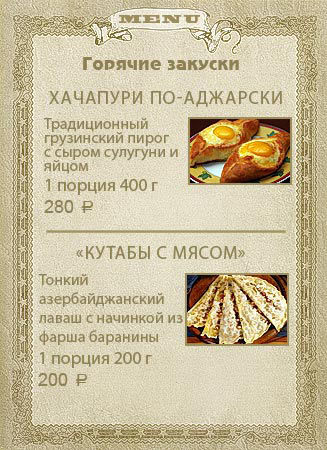 MENU
Горячие закуски
ХАЧАПУРИ ПО-АДЖАРСКИ
Традиционный
грузинский пирог
с сыром сулугуни и
яйцом
1 порция 400 г
280 ₽
«КУТАБЫ С МЯСОМ»
Тонкий
азербайджанский
лаваш с начинкой из
фарша баранины
1 порция 200 г
200 ₽